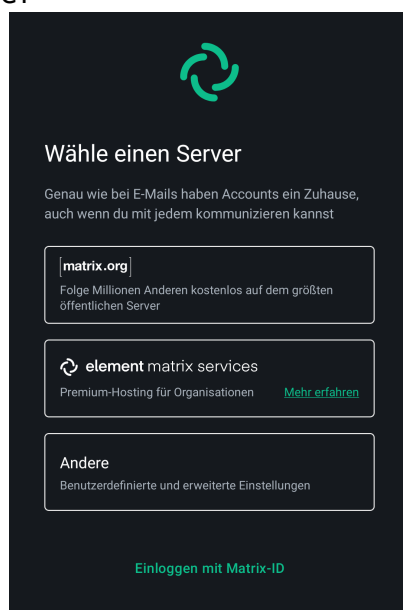 Wähle einen Server
Genau wie bei E-Mails haben Accounts ein Zuhause,
auch wenn du mit jedem kommunizieren kannst
[matrix.org]
Folge Millionen Anderen kostenlos auf dem größten
öffentlichen Server
element matrix services
Premium-Hosting für Organisationen Mehr erfahren
Andere
Benutzerdefinierte und erweiterte Einstellungen
Einloggen mit Matrix-ID